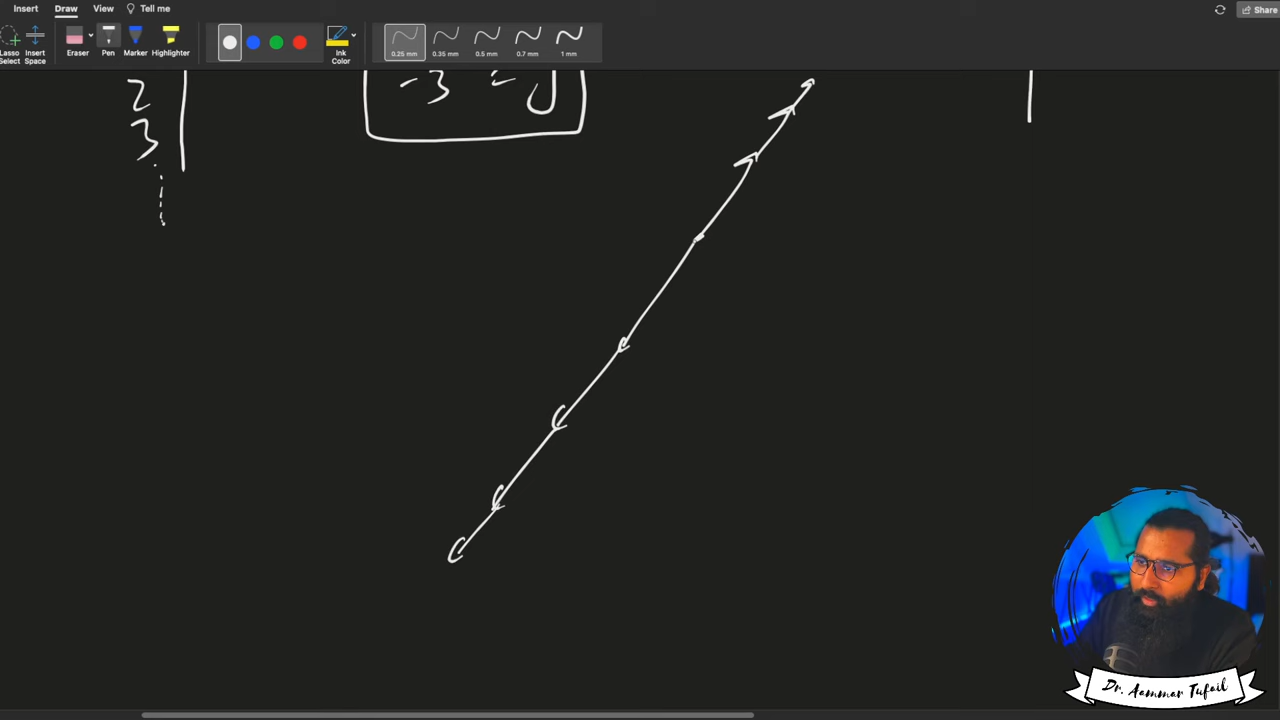 Insert Draw View Tell me
Share
Lasso Select
Insert Space
Eraser
Pen
Marker
Highlighter
Ink Color
0.25 mm
0.35 mm
0.5 mm
0.7 mm
1 mm
2
-3 = y
3
Dr. Aammar Tufail